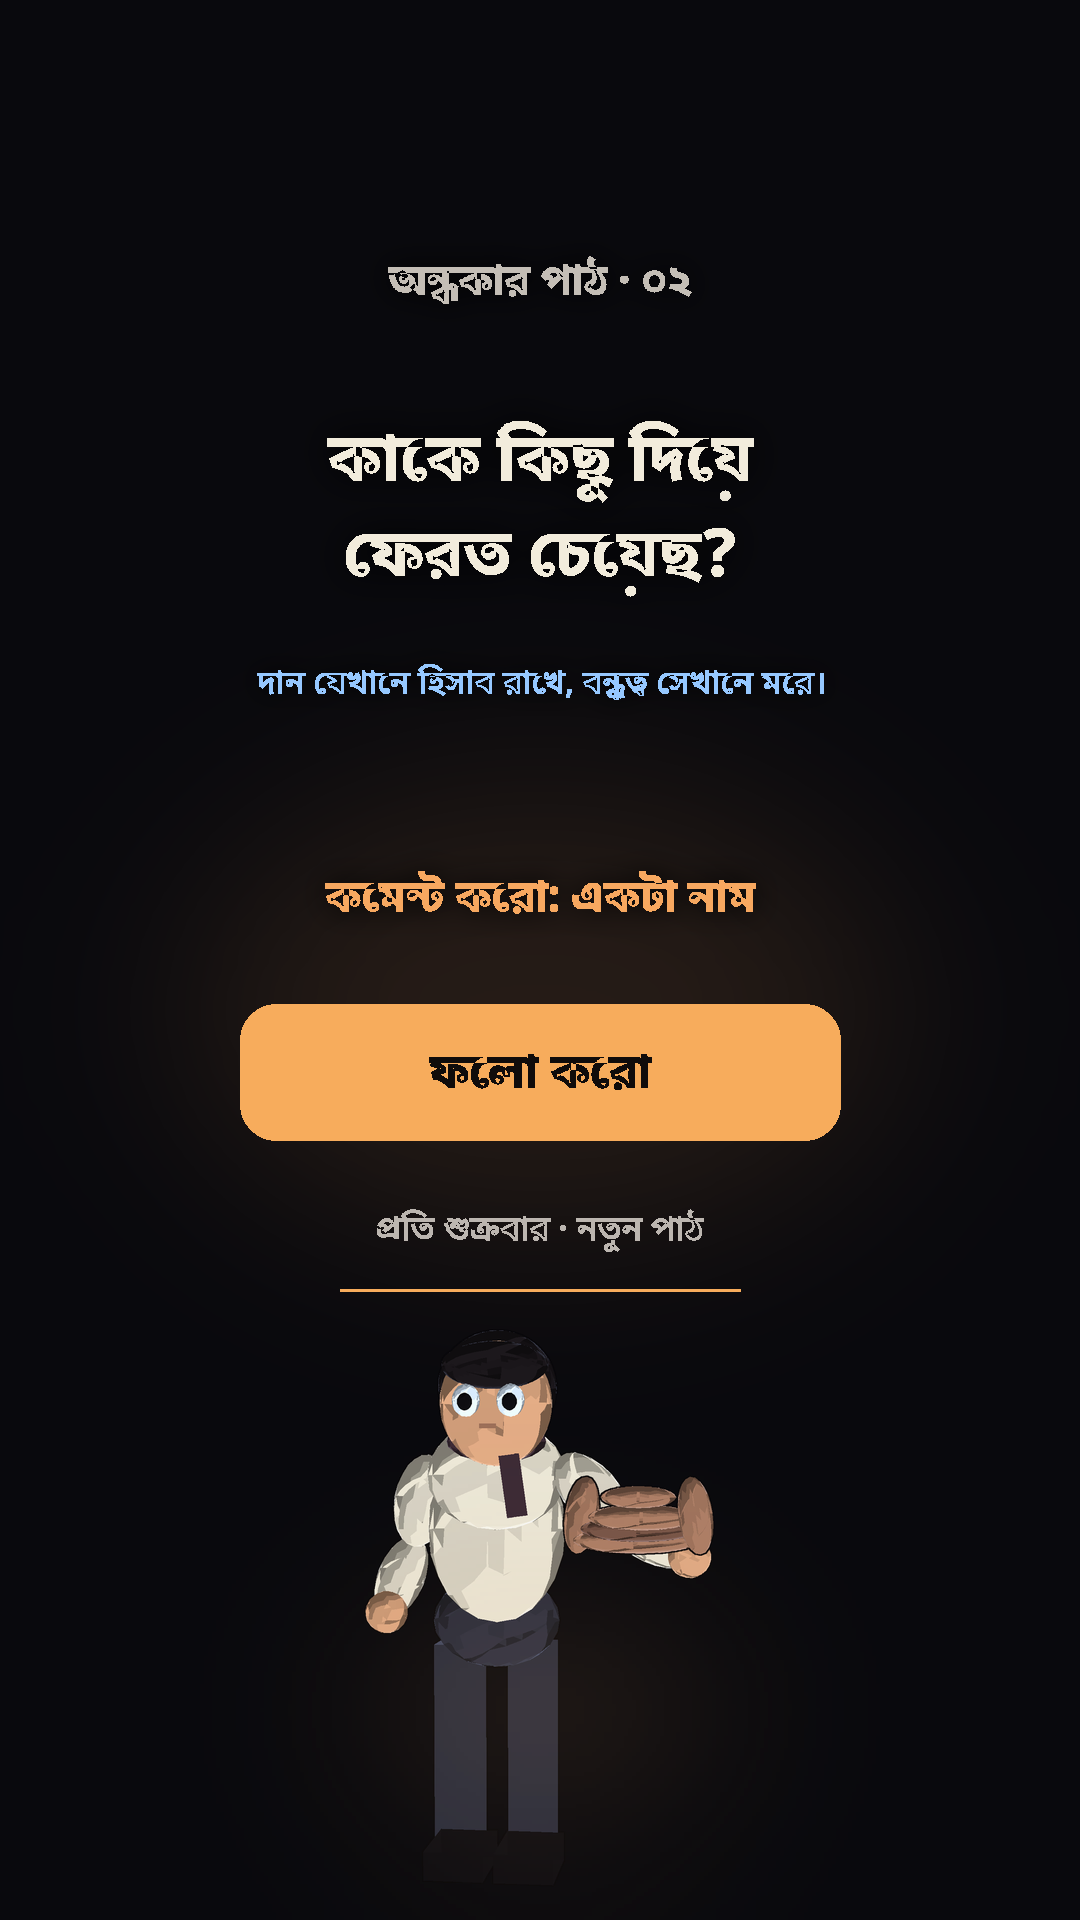 অন্ধকার পাঠ · ০২
কাকে কিছু দিয়ে
ফেরত চেয়েছ?
দান যেখানে হিসাব রাখে, বন্ধুত্ব সেখানে মরে।
কমেন্ট করো: একটা নাম
ফলো করো
প্রতি শুক্রবার · নতুন পাঠ